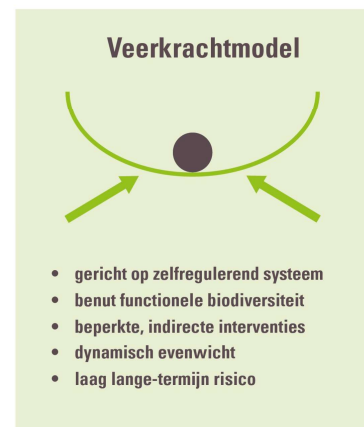 Veerkrachtmodel
• gericht op zelfregulerend systeem
• benut functionele biodiversiteit
• beperkte, indirecte interventies
• dynamisch evenwicht
• laag lange-termijn risico